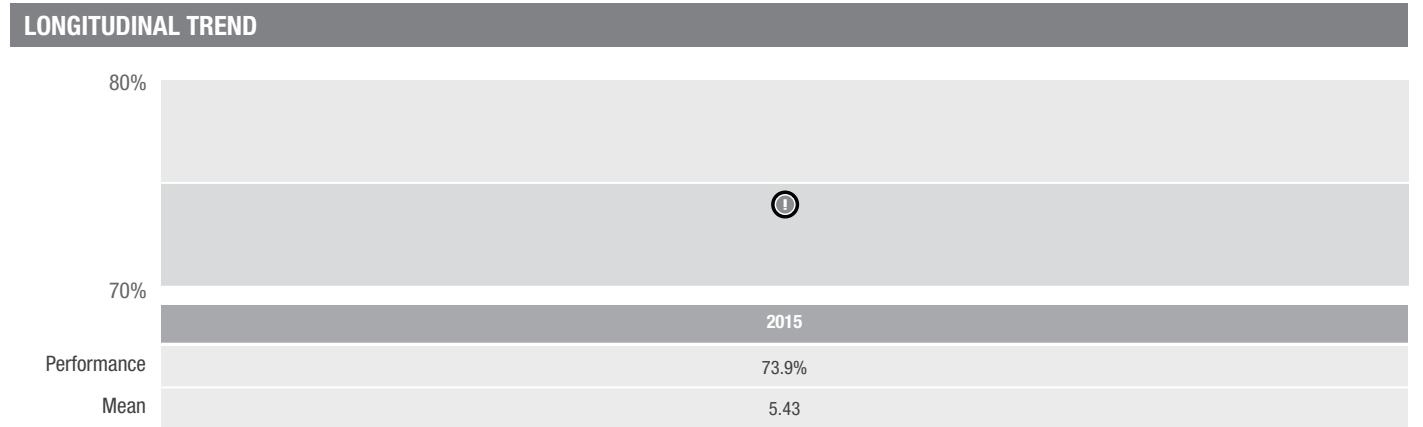 LONGITUDINAL TREND
80%
!
70%
2015
Performance 73.9%
Mean 5.43